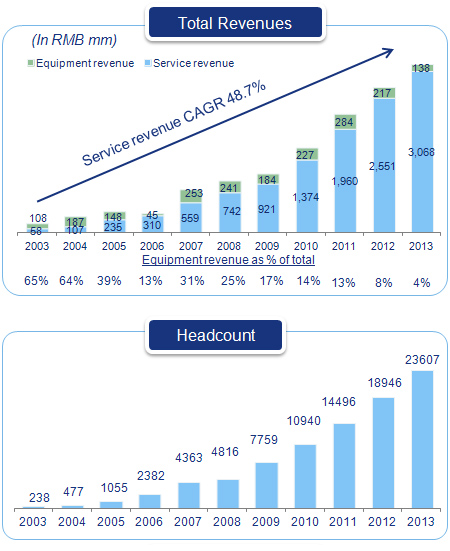 Total Revenues
(In RMB mm)
Equipment revenue Service revenue
Service revenue CAGR 48.7%
108 187 148 45 253 241 184 227 284 217 138
58 107 235 310 559 742 921 1,374 1,960 2,551 3,068
2003 2004 2005 2006 2007 2008 2009 2010 2011 2012 2013
Equipment revenue as % of total
65% 64% 39% 13% 31% 25% 17% 14% 13% 8% 4%
Headcount
238 477 1055 2382 4363 4816 7759 10940 14496 18946 23607
2003 2004 2005 2006 2007 2008 2009 2010 2011 2012 2013